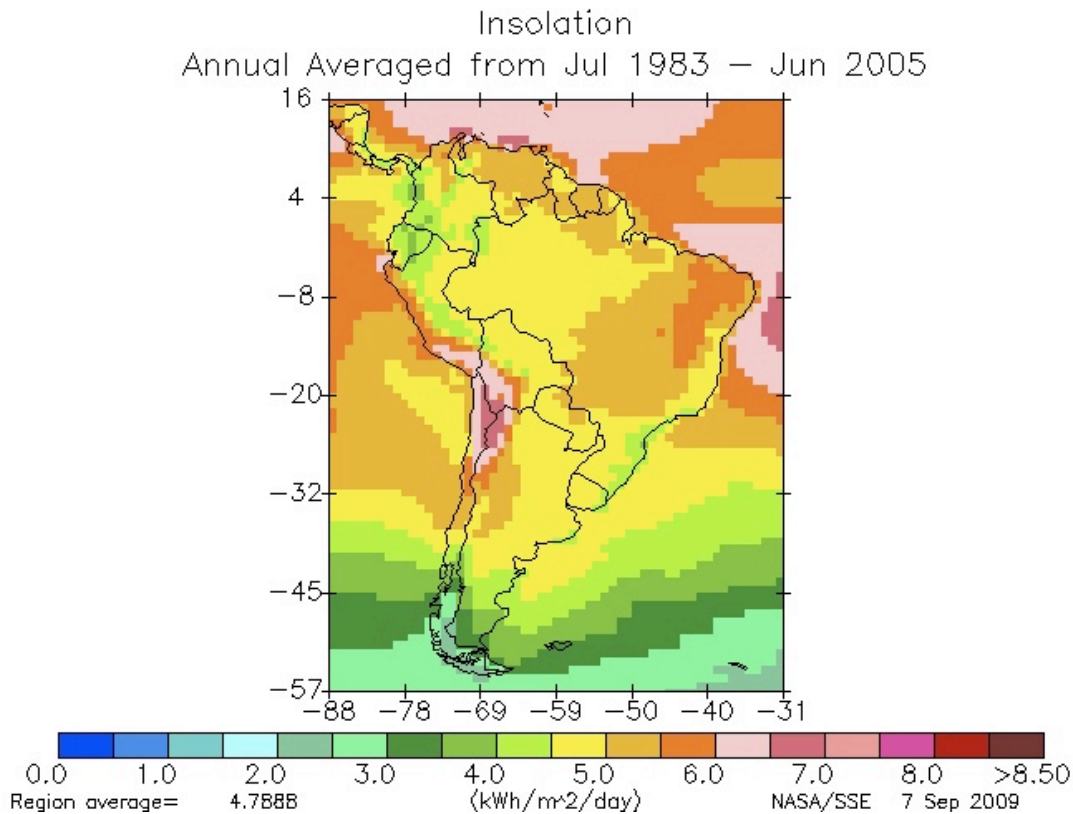 Insolation
Annual Averaged from Jul 1983 – Jun 2005
16
4
−8
−20
−32
−45
−57
−88 −78 −69 −59 −50 −40 −31
0.0 1.0 2.0 3.0 4.0 5.0 6.0 7.0 8.0 >8.50
Region average= 4.7888 (kWh/m^2/day) NASA/SSE 7 Sep 2009